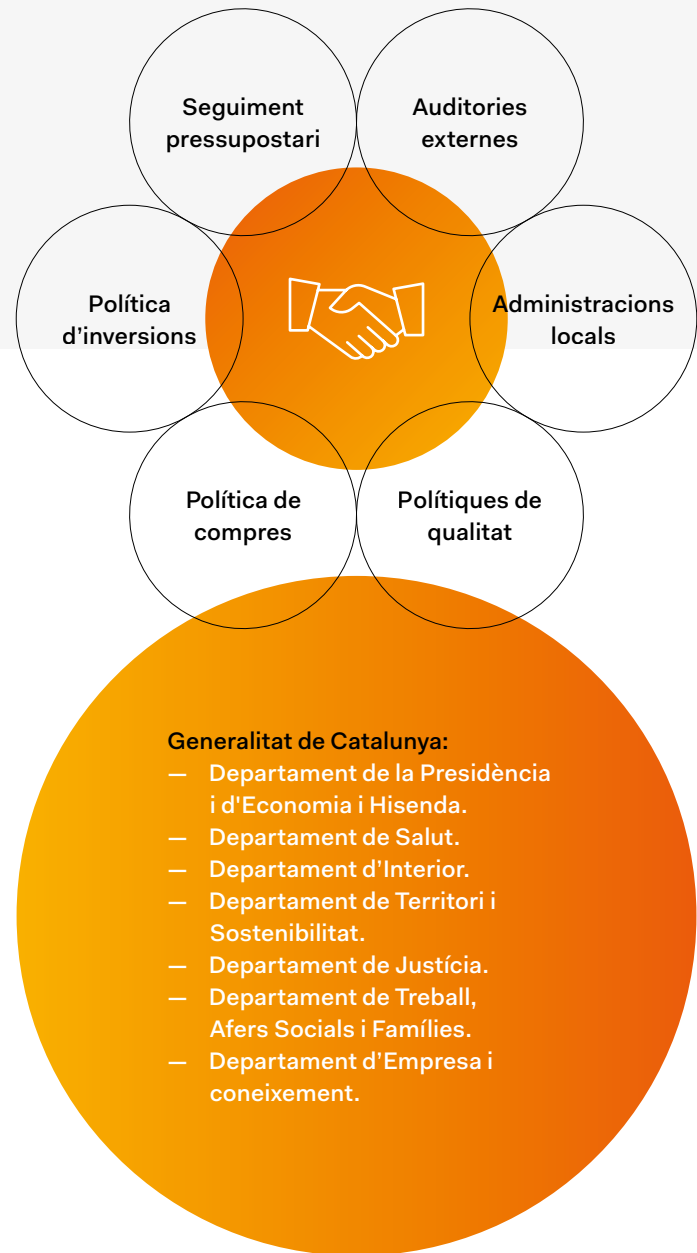 Seguiment
pressupostari
Auditories
externes
Política
d’inversions
Administracions
locals
Política de
compres
Polítiques de
qualitat
Generalitat de Catalunya:
— Departament de la Presidència
i d'Economia i Hisenda.
— Departament de Salut.
— Departament d’Interior.
— Departament de Territori i
Sostenibilitat.
— Departament de Justícia.
— Departament de Treball,
Afers Socials i Famílies.
— Departament d’Empresa i
coneixement.